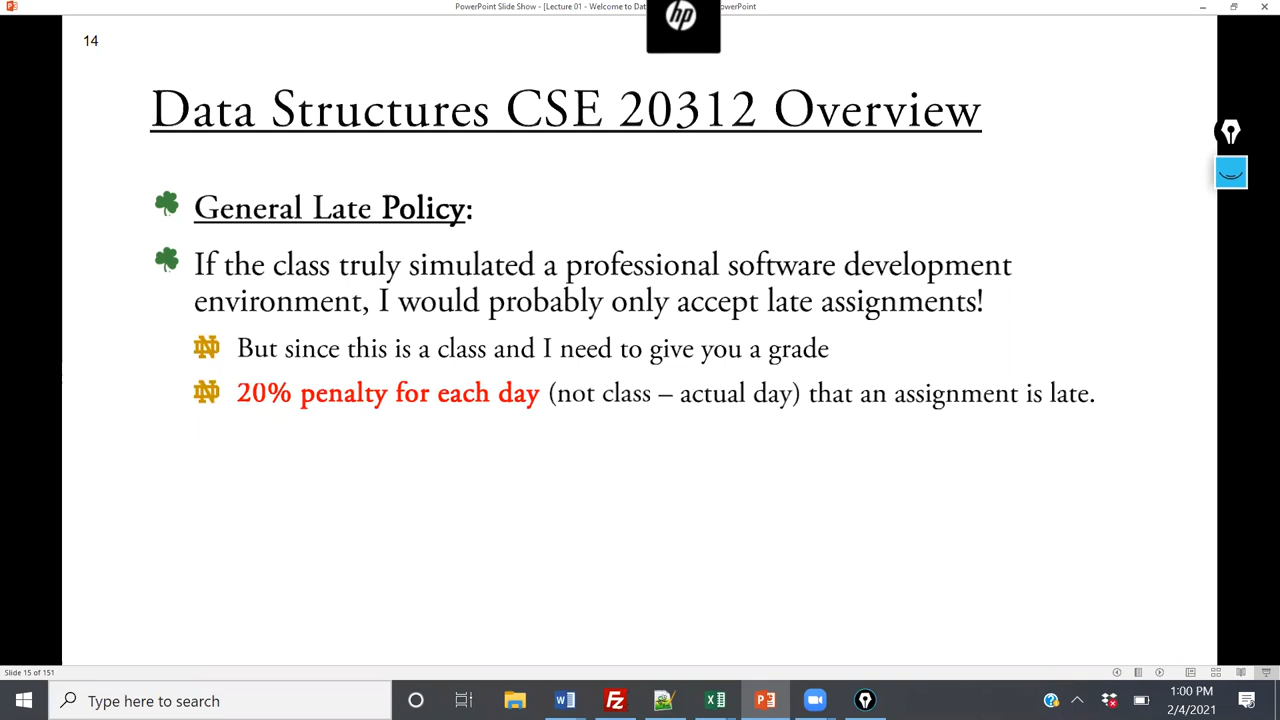 PowerPoint Slide Show - [Lecture 01 - Welcome to Dat
owerPoint
hp
14
Data Structures CSE 20312 Overview
General Late Policy:
If the class truly simulated a professional software development
environment, I would probably only accept late assignments!
But since this is a class and I need to give you a grade
20% penalty for each day (not class – actual day) that an assignment is late.
Slide 15 of 151
Type here to search
1:00 PM
2/4/2021